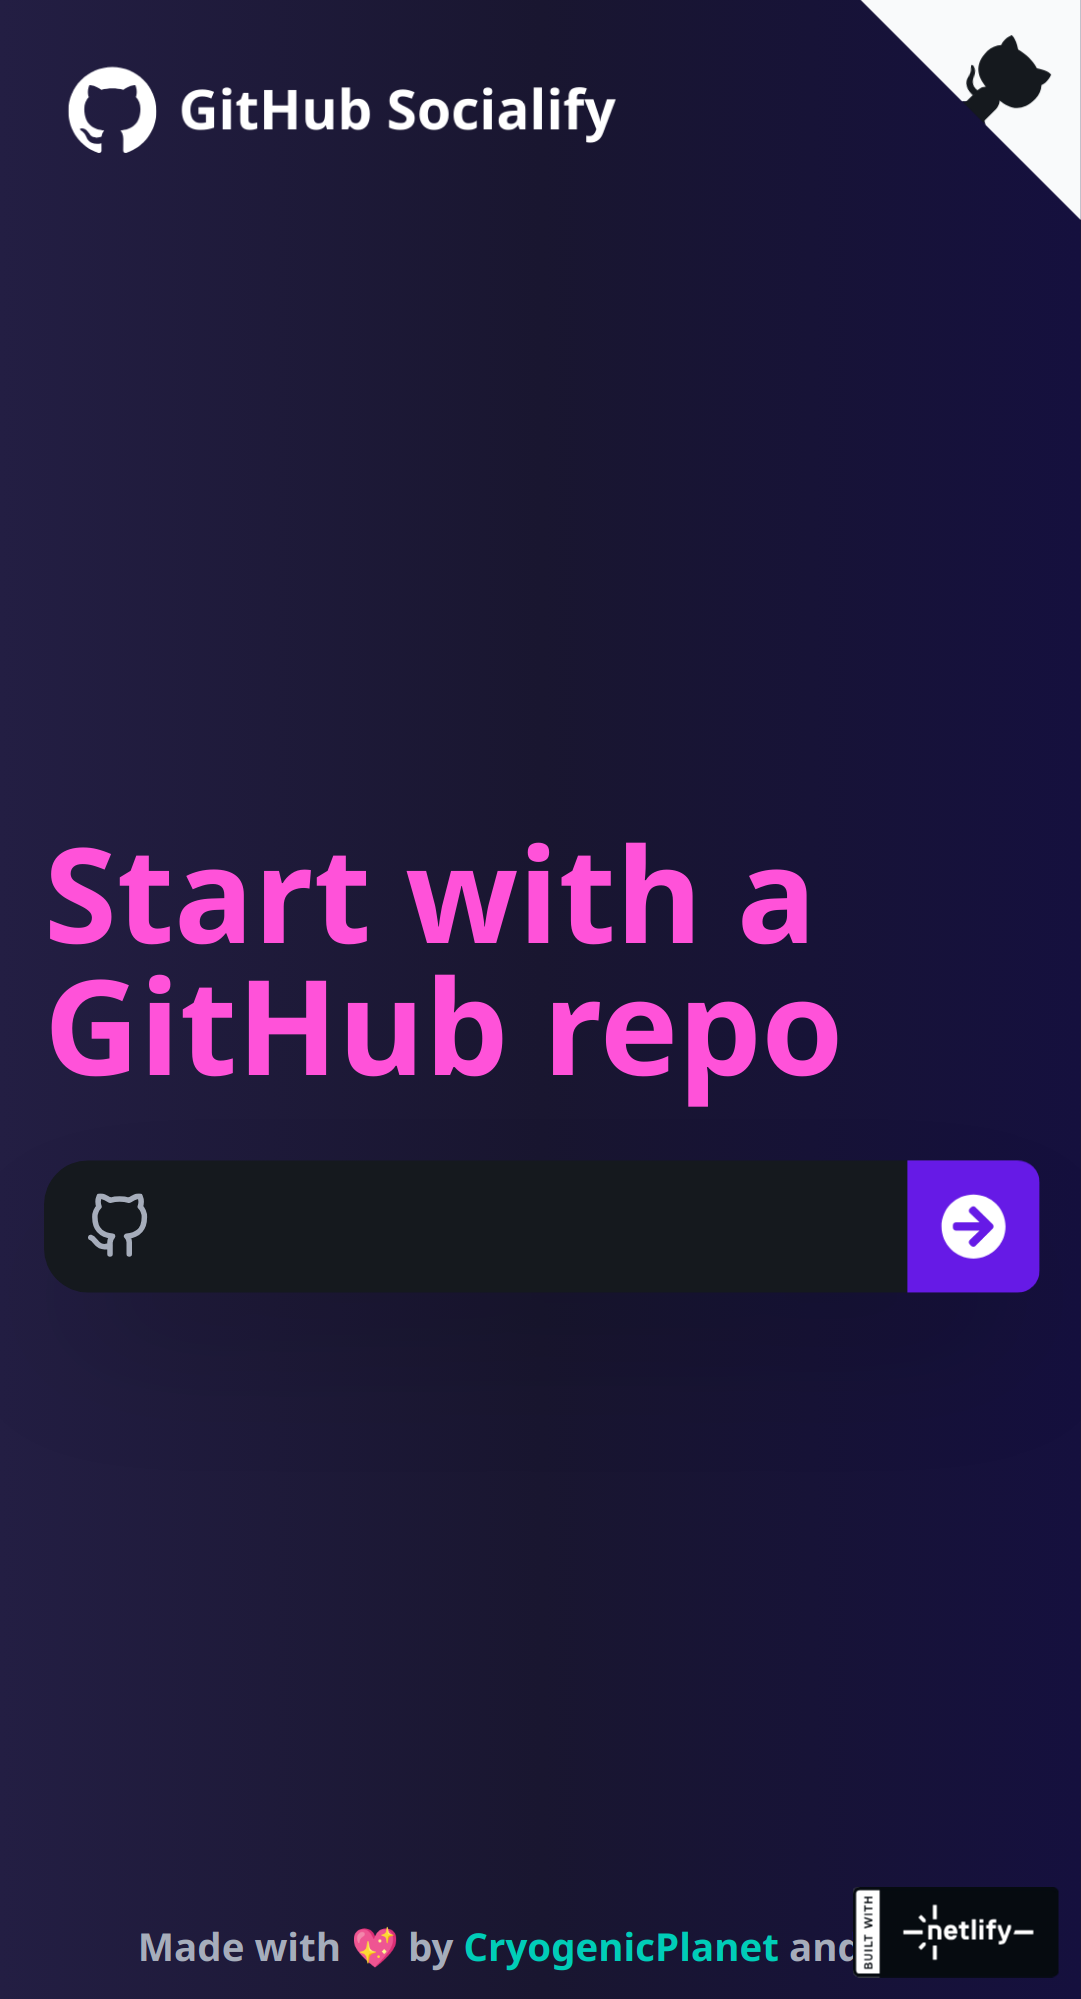 GitHub Socialify
Start with a
GitHub repo
Made with 💖 by CryogenicPlanet and
BUILT WITH
netlify